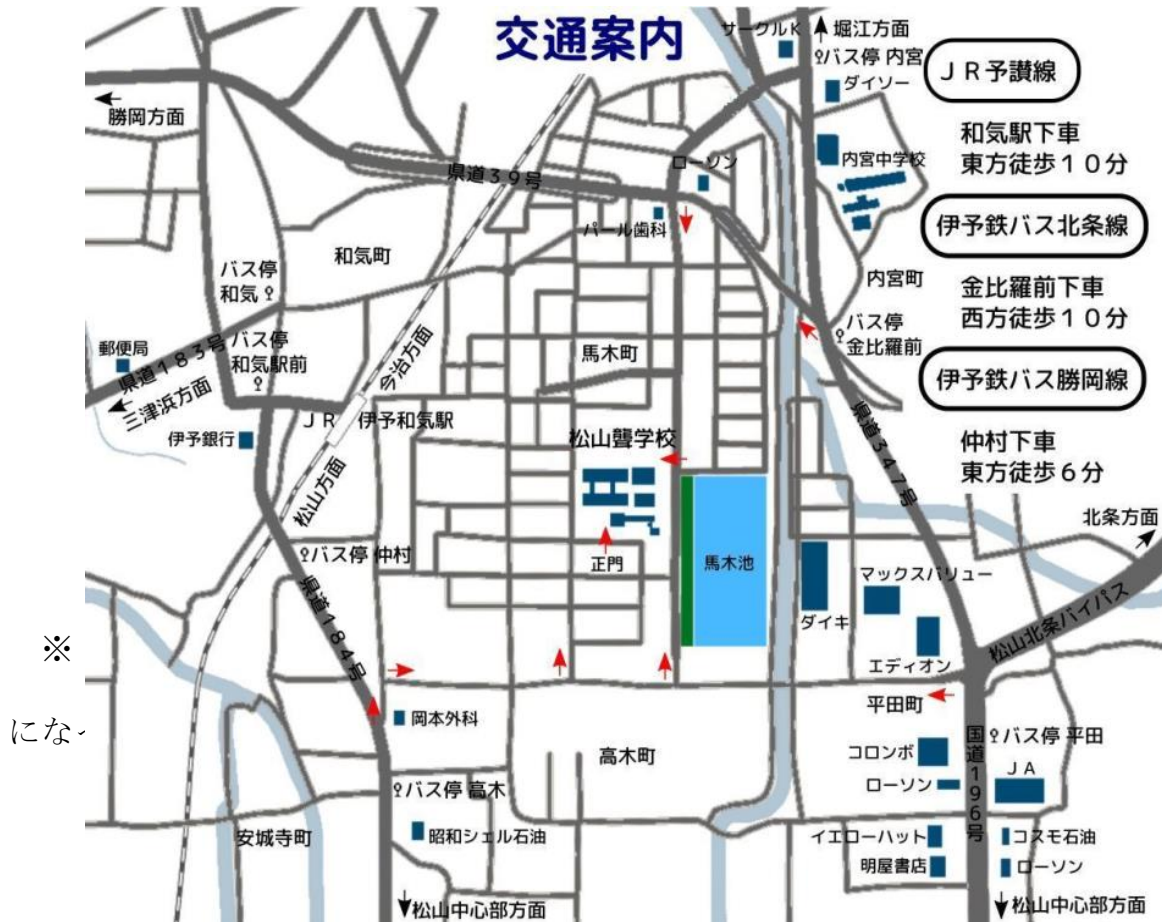 交通案内
サークルK
堀江方面
バス停 内宮
ダイソー
JR予讃線
勝岡方面
和気駅下車
東方徒歩10分
内宮中学校
ローソン
県道39号
パール歯科
伊予鉄バス北条線
和気町
バス停
和気
内宮町
金比羅前下車
西方徒歩10分
バス停
金比羅前
郵便局
県道183号
三津浜方面
バス停
和気駅前
今治方面
馬木町
伊予鉄バス勝岡線
JR 伊予和気駅
伊予銀行
松山聾学校
県道347号
仲村下車
東方徒歩6分
松山方面
北条方面
バス停 仲村
正門
馬木池
マックスバリュー
ダイキ
県道184号
松山北条バイパス
※
エディオン
平田町
岡本外科
にな
高木町
コロンボ
国道196号
バス停 平田
JA
ローソン
バス停 高木
安城寺町
昭和シェル石油
イエローハット
コスモ石油
明屋書店
ローソン
松山中心部方面
松山中心部方面